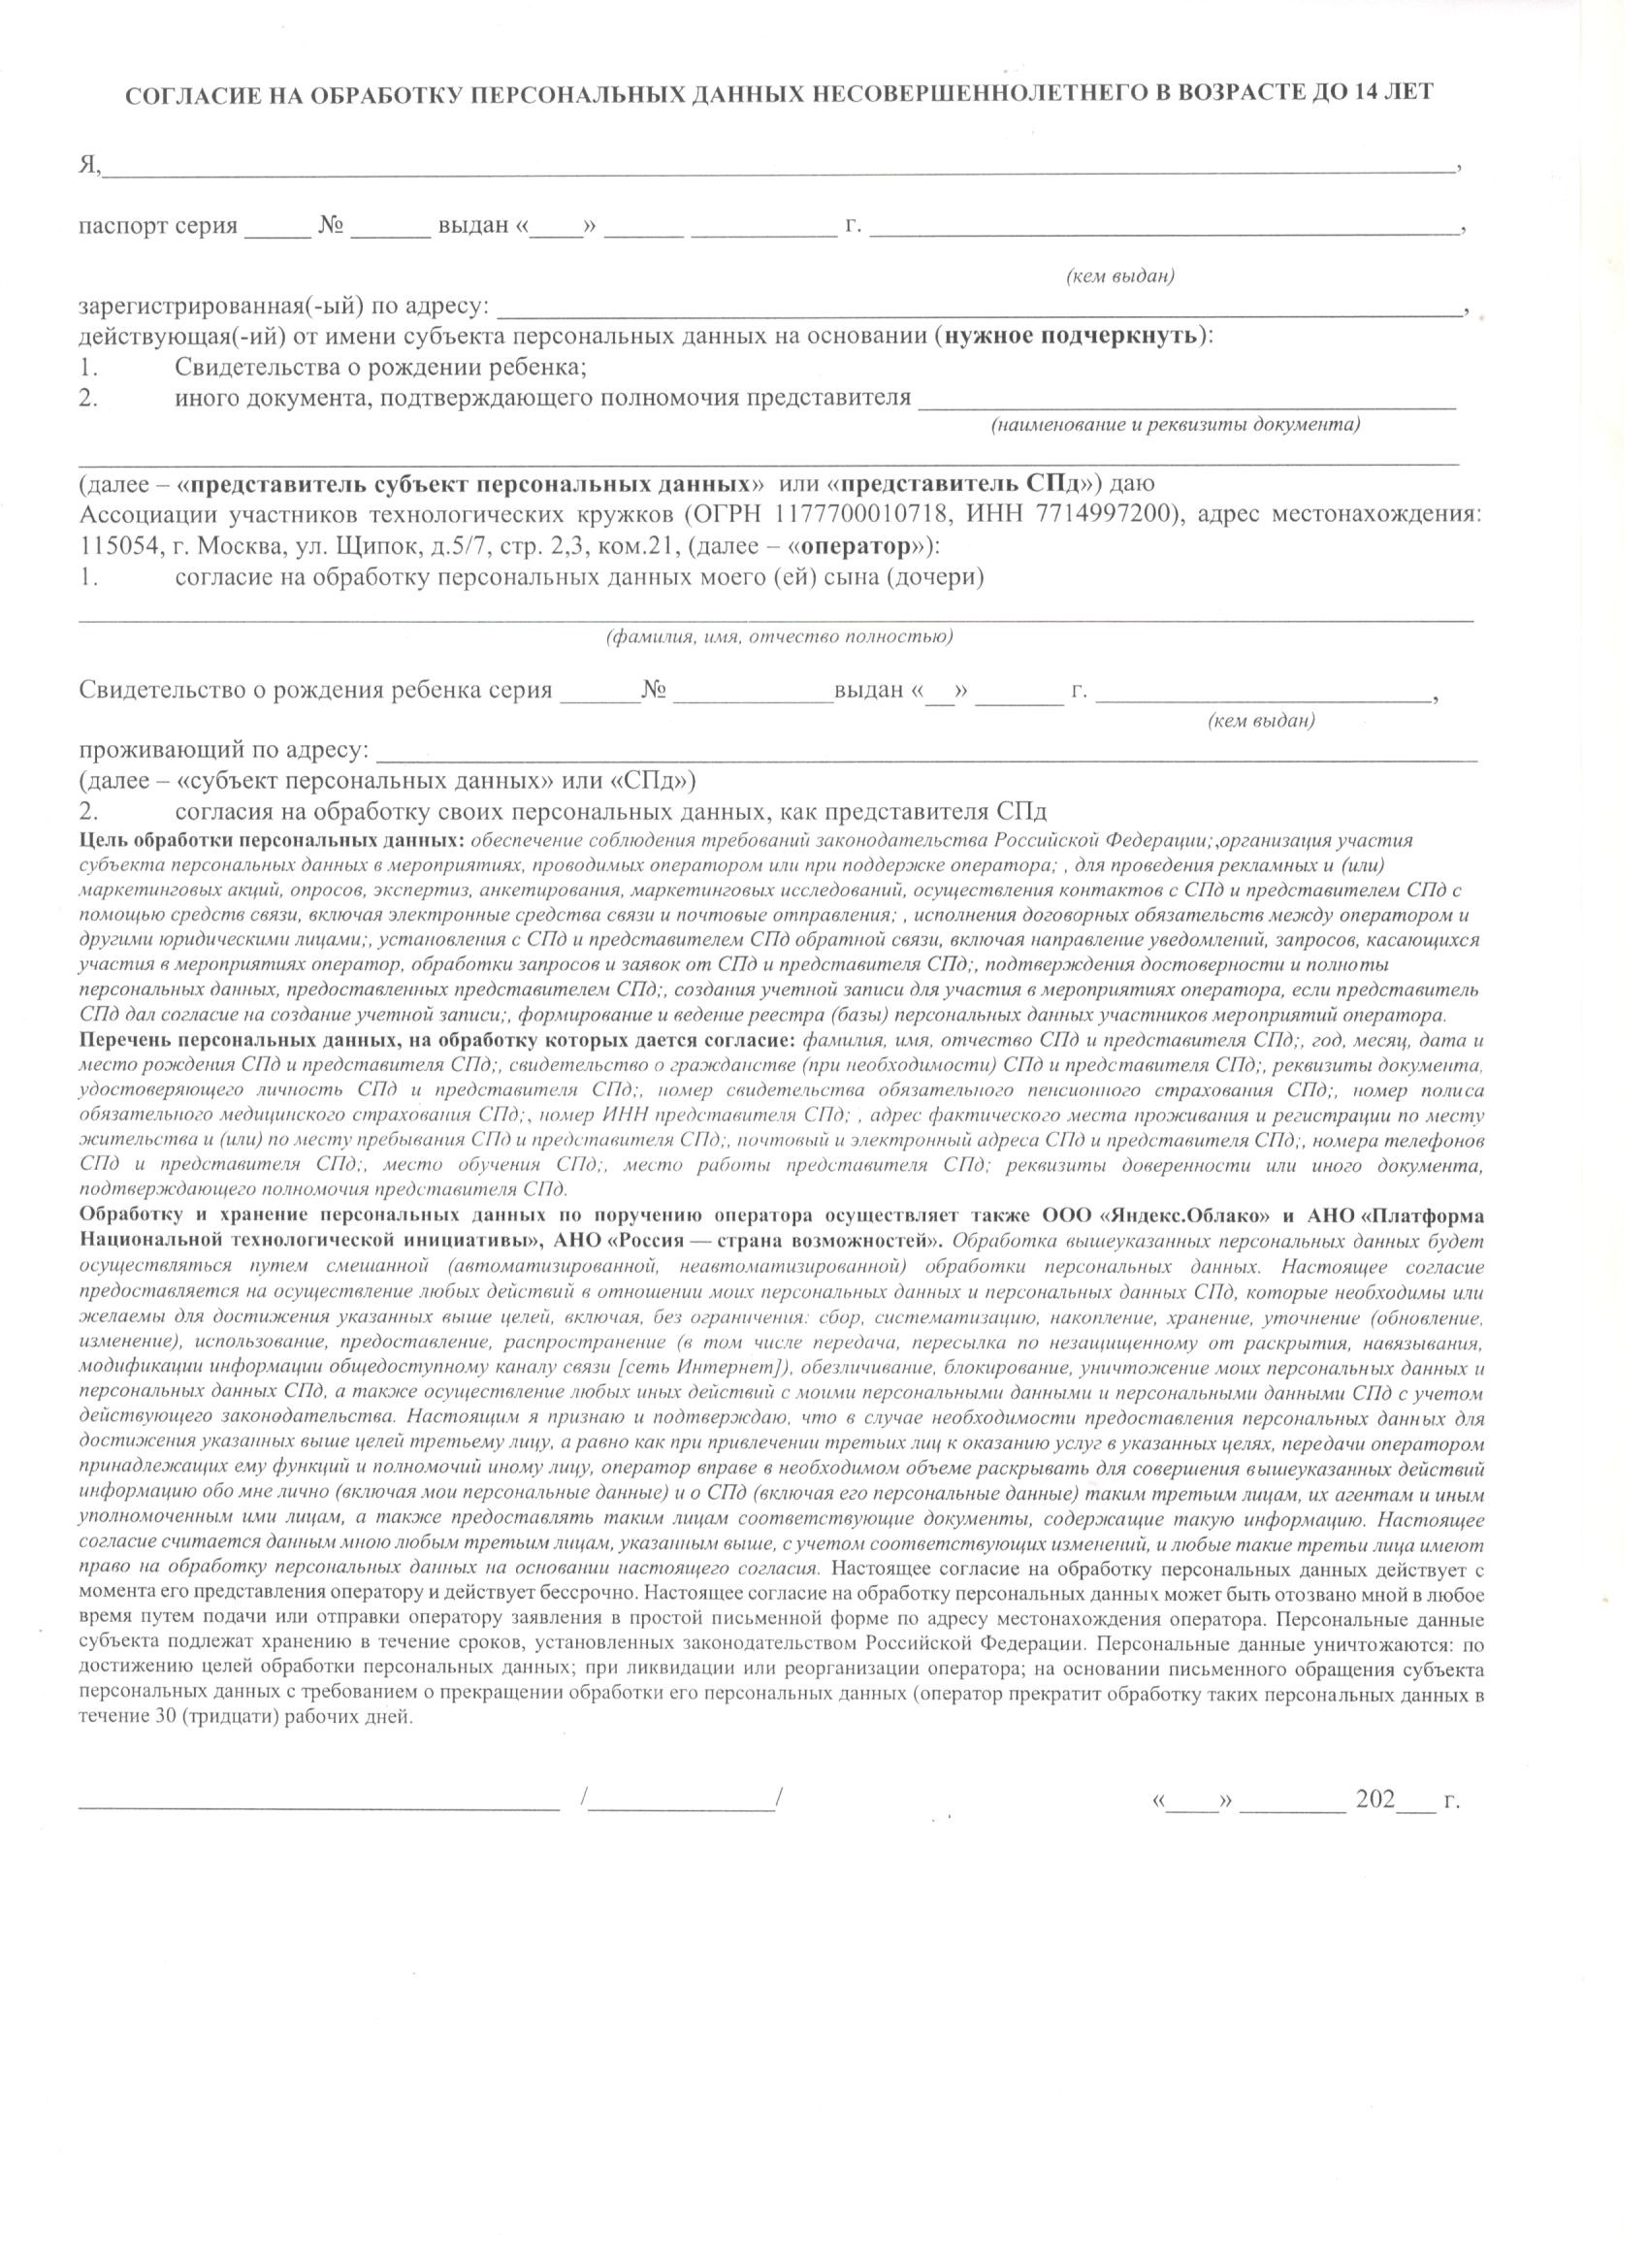 СОГЛАСИЕ НА ОБРАБОТКУ ПЕРСОНАЛЬНЫХ ДАННЫХ НЕСОВЕРШЕННОЛЕТНЕГО В ВОЗРАСТЕ ДО 14 ЛЕТ
Я,____________________________________________,
паспорт серия _____ № ______ выдан «____» ______ ___________ г. ____________________________,
(кем выдан)
зарегистрированная(-ый) по адресу: ____________________________________________,
действующая(-ий) от имени субъекта персональных данных на основании (нужное подчеркнуть):
1. Свидетельства о рождении ребенка;
2. иного документа, подтверждающего полномочия представителя ____________________________
(наименование и реквизиты документа)
____________________________________________
(далее – «представитель субъект персональных данных» или «представитель СПд») даю
Ассоциации участников технологических кружков (ОГРН 1177700010718, ИНН 7714997200), адрес местонахождения:
115054, г. Москва, ул. Щипок, д.5/7, стр. 2,3, ком.21, (далее – «оператор»):
1. согласие на обработку персональных данных моего (ей) сына (дочери)
____________________________________________
(фамилия, имя, отчество полностью)
Свидетельство о рождения ребенка серия ______№ ____________выдан «__» ______ г. ____________________,
(кем выдан)
проживающий по адресу: ____________________________________________
(далее – «субъект персональных данных» или «СПд»)
2. согласия на обработку своих персональных данных, как представителя СПд
Цель обработки персональных данных: обеспечение соблюдения требований законодательства Российской Федерации;,организация участия
субъекта персональных данных в мероприятиях, проводимых оператором или при поддержке оператора; , для проведения рекламных и (или)
маркетинговых акций, опросов, экспертиз, анкетирования, маркетинговых исследований, осуществления контактов с СПд и представителем СПд с
помощью средств связи, включая электронные средства связи и почтовые отправления; , исполнения договорных обязательств между оператором и
другими юридическими лицами;, установления с СПд и представителем СПд обратной связи, включая направление уведомлений, запросов, касающихся
участия в мероприятиях оператор, обработки запросов и заявок от СПд и представителя СПд;, подтверждения достоверности и полноты
персональных данных, предоставленных представителем СПд;, создания учетной записи для участия в мероприятиях оператора, если представитель
СПд дал согласие на создание учетной записи;, формирование и ведение реестра (базы) персональных данных участников мероприятий оператора.
Перечень персональных данных, на обработку которых дается согласие: фамилия, имя, отчество СПд и представителя СПд;, год, месяц, дата и
место рождения СПд и представителя СПд;, свидетельство о гражданстве (при необходимости) СПд и представителя СПд;, реквизиты документа,
удостоверяющего личность СПд и представителя СПд;, номер свидетельства обязательного пенсионного страхования СПд;, номер полиса
обязательного медицинского страхования СПд;, номер ИНН представителя СПд; , адрес фактического места проживания и регистрации по месту
жительства и (или) по месту пребывания СПд и представителя СПд;, почтовый и электронный адреса СПд и представителя СПд;, номера телефонов
СПд и представителя СПд;, место обучения СПд;, место работы представителя СПд; реквизиты доверенности или иного документа,
подтверждающего полномочия представителя СПд.
Обработку и хранение персональных данных по поручению оператора осуществляет также ООО «Яндекс.Облако» и АНО «Платформа
Национальной технологической инициативы», АНО «Россия — страна возможностей». Обработка вышеуказанных персональных данных будет
осуществляться путем смешанной (автоматизированной, неавтоматизированной) обработки персональных данных. Настоящее согласие
предоставляется на осуществление любых действий в отношении моих персональных данных и персональных данных СПд, которые необходимы или
желаемы для достижения указанных выше целей, включая, без ограничения: сбор, систематизацию, накопление, хранение, уточнение (обновление,
изменение), использование, предоставление, распространение (в том числе передача, пересылка по незащищенному от раскрытия, навязывания,
модификации информации общедоступному каналу связи [сеть Интернет]), обезличивание, блокирование, уничтожение моих персональных данных и
персональных данных СПд, а также осуществление любых иных действий с моими персональными данными и персональными данными СПд с учетом
действующего законодательства. Настоящим я признаю и подтверждаю, что в случае необходимости предоставления персональных данных для
достижения указанных выше целей третьему лицу, а равно как при привлечении третьих лиц к оказанию услуг в указанных целях, передачи оператором
принадлежащих ему функций и полномочий иному лицу, оператор вправе в необходимом объеме раскрывать для совершения вышеуказанных действий
информацию обо мне лично (включая мои персональные данные) и о СПд (включая его персональные данные) таким третьим лицам, их агентам и иным
уполномоченным ими лицам, а также предоставлять таким лицам соответствующие документы, содержащие такую информацию. Настоящее
согласие считается данным мною любым третьим лицам, указанным выше, с учетом соответствующих изменений, и любые такие третьи лица имеют
право на обработку персональных данных на основании настоящего согласия. Настоящее согласие на обработку персональных данных действует с
момента его представления оператору и действует бессрочно. Настоящее согласие на обработку персональных данных может быть отозвано мной в любое
время путем подачи или отправки оператору заявления в простой письменной форме по адресу местонахождения оператора. Персональные данные
субъекта подлежат хранению в течение сроков, установленных законодательством Российской Федерации. Персональные данные уничтожаются: по
достижению целей обработки персональных данных; при ликвидации или реорганизации оператора; на основании письменного обращения субъекта
персональных данных с требованием о прекращении обработки его персональных данных (оператор прекратит обработку таких персональных данных в
течение 30 (тридцати) рабочих дней.
____________________________________ /______________/ «____» ________ 202___ г.